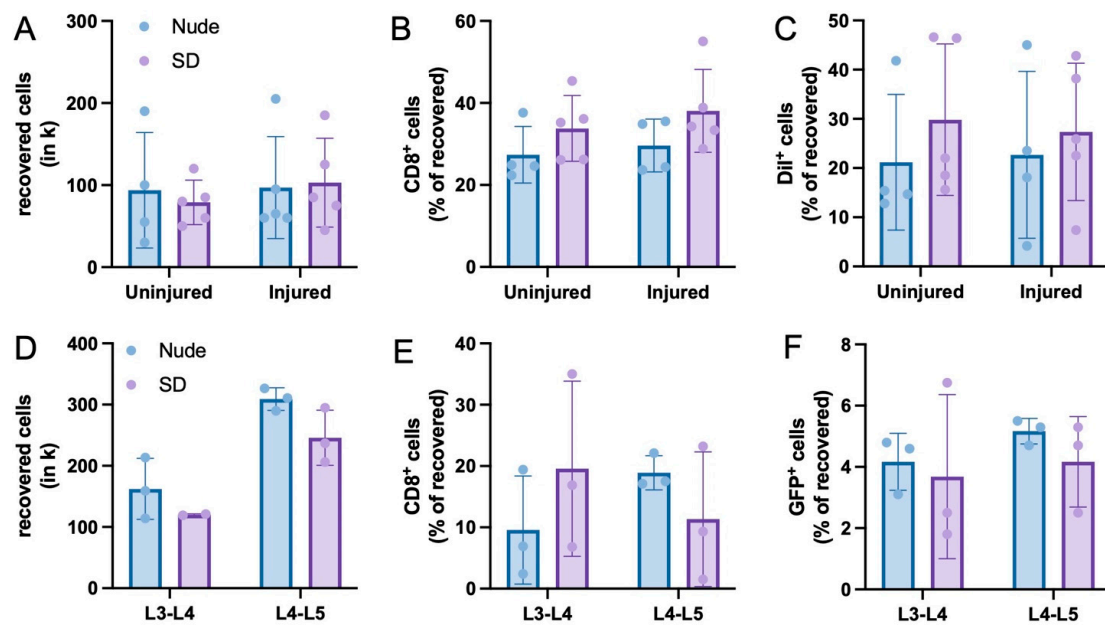 A
recovered cells
(in k)
300
200
100
0
Nude
SD
Uninjured
Injured
B
CD8⁺ cells
(% of recovered)
60
40
20
0
Uninjured
Injured
C
DiI⁺ cells
(% of recovered)
50
40
30
20
10
0
Uninjured
Injured
D
recovered cells
(in k)
400
300
200
100
0
Nude
SD
L3-L4
L4-L5
E
CD8⁺ cells
(% of recovered)
40
30
20
10
0
L3-L4
L4-L5
F
GFP⁺ cells
(% of recovered)
8
6
4
2
0
L3-L4
L4-L5